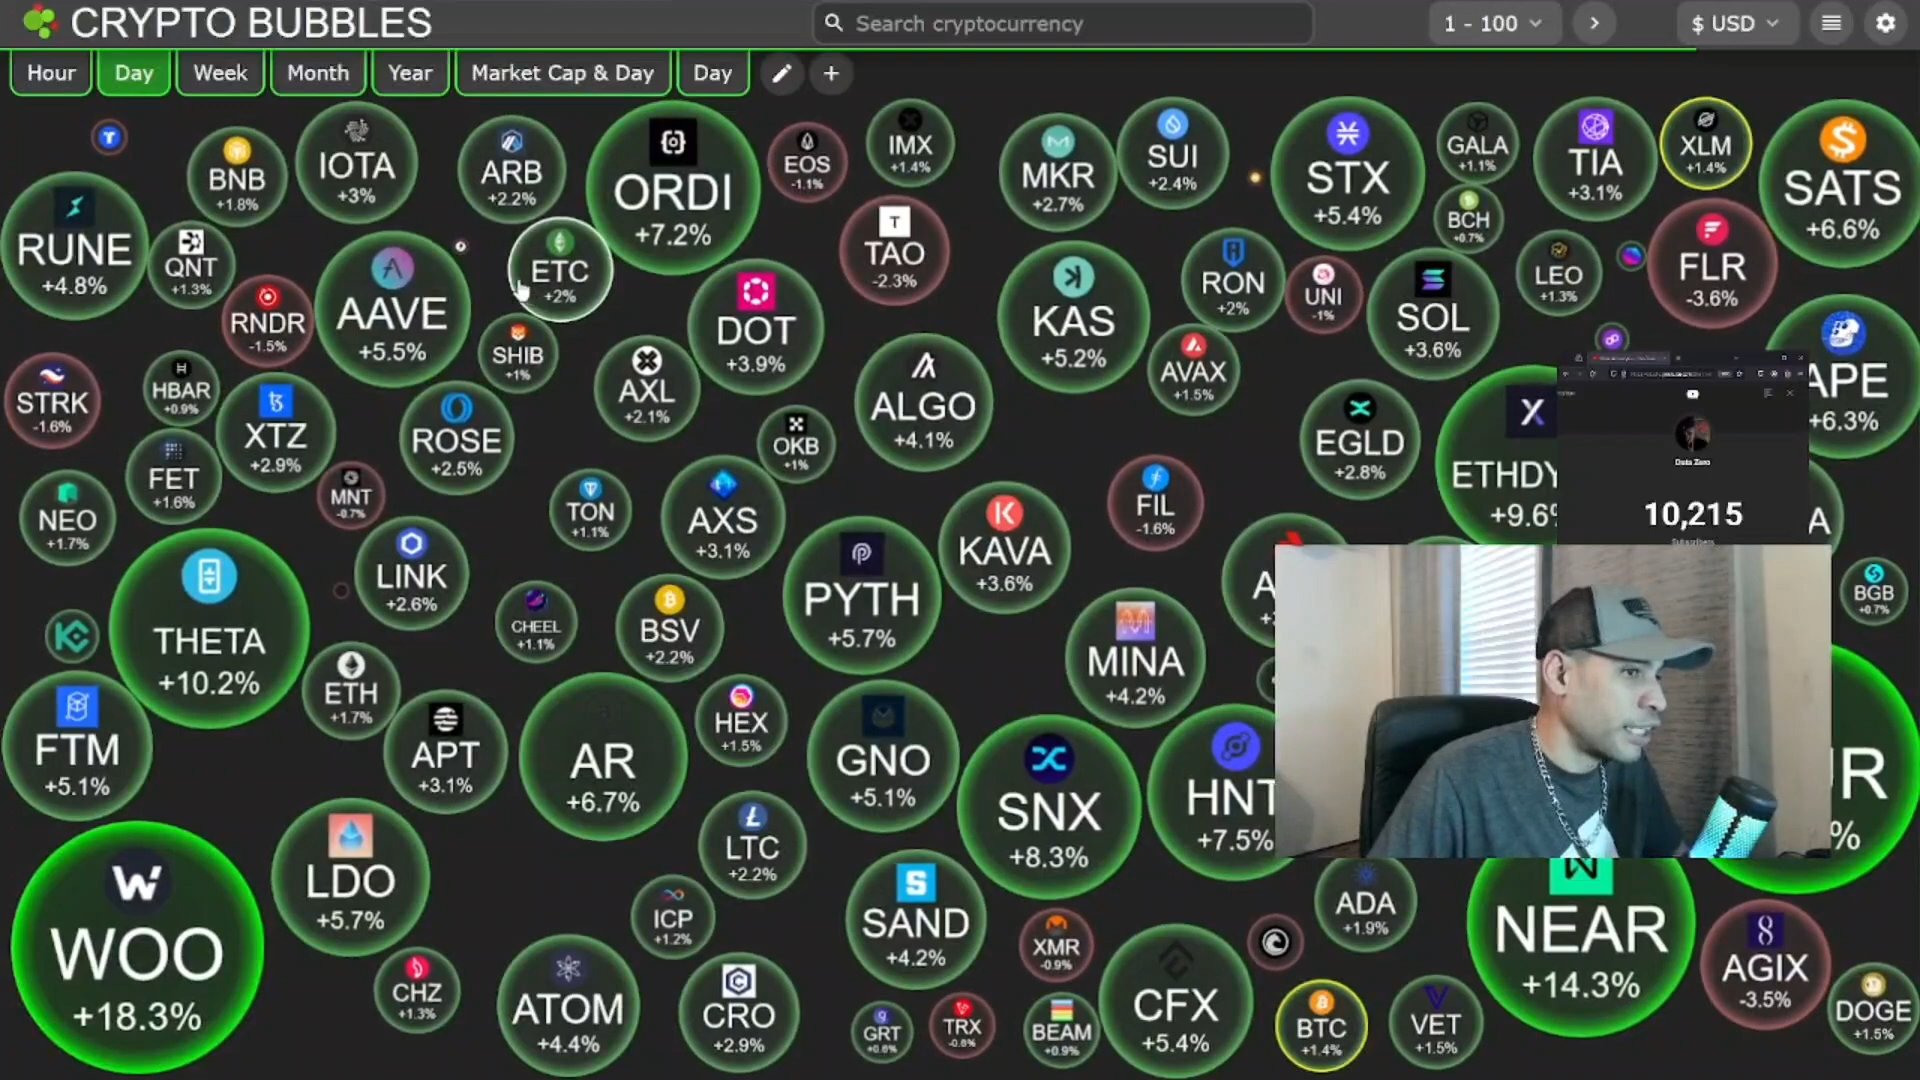 CRYPTO BUBBLES
Search cryptocurrency
1 - 100
$ USD
Hour
Day
Week
Month
Year
Market Cap & Day
Day
BNB
+1.8%
IOTA
+3%
ARB
+2.2%
ORDI
+7.2%
EOS
-1.1%
IMX
+1.4%
MKR
+2.7%
SUI
+2.4%
STX
+5.4%
GALA
+1.1%
TIA
+3.1%
XLM
+1.4%
SATS
+6.6%
RUNE
+4.8%
QNT
+1.3%
ETC
+2%
TAO
-2.3%
BCH
+0.7%
RON
+2%
UNI
-1%
LEO
+1.3%
FLR
-3.6%
RNDR
-1.5%
AAVE
+5.5%
SHIB
+1%
DOT
+3.9%
KAS
+5.2%
SOL
+3.6%
AVAX
+1.5%
STRK
-1.6%
HBAR
+0.9%
XTZ
+2.9%
ROSE
+2.5%
AXL
+2.1%
OKB
+1%
ALGO
+4.1%
EGLD
+2.8%
APE
+6.3%
FET
+1.6%
MNT
-0.7%
NEO
+1.7%
TON
+1.1%
AXS
+3.1%
FIL
-1.6%
ETHDY
+9.6%
Data Zero
10,215
Subscribers
A
LINK
+2.6%
PYTH
+5.7%
KAVA
+3.6%
A
THETA
+10.2%
CHEEL
+1.1%
BSV
+2.2%
MINA
+4.2%
BGB
+0.7%
ETH
+1.7%
FTM
+5.1%
APT
+3.1%
AR
+6.7%
HEX
+1.5%
GNO
+5.1%
SNX
+8.3%
HNT
+7.5%
R
%
LTC
+2.2%
LDO
+5.7%
WOO
+18.3%
ICP
+1.2%
SAND
+4.2%
ADA
+1.9%
NEAR
+14.3%
XMR
-0.9%
AGIX
-3.5%
CHZ
+1.3%
ATOM
+4.4%
CRO
+2.9%
GRT
TRX
BEAM
+0.9%
CFX
+5.4%
BTC
+1.4%
VET
+1.5%
DOGE
+1.5%